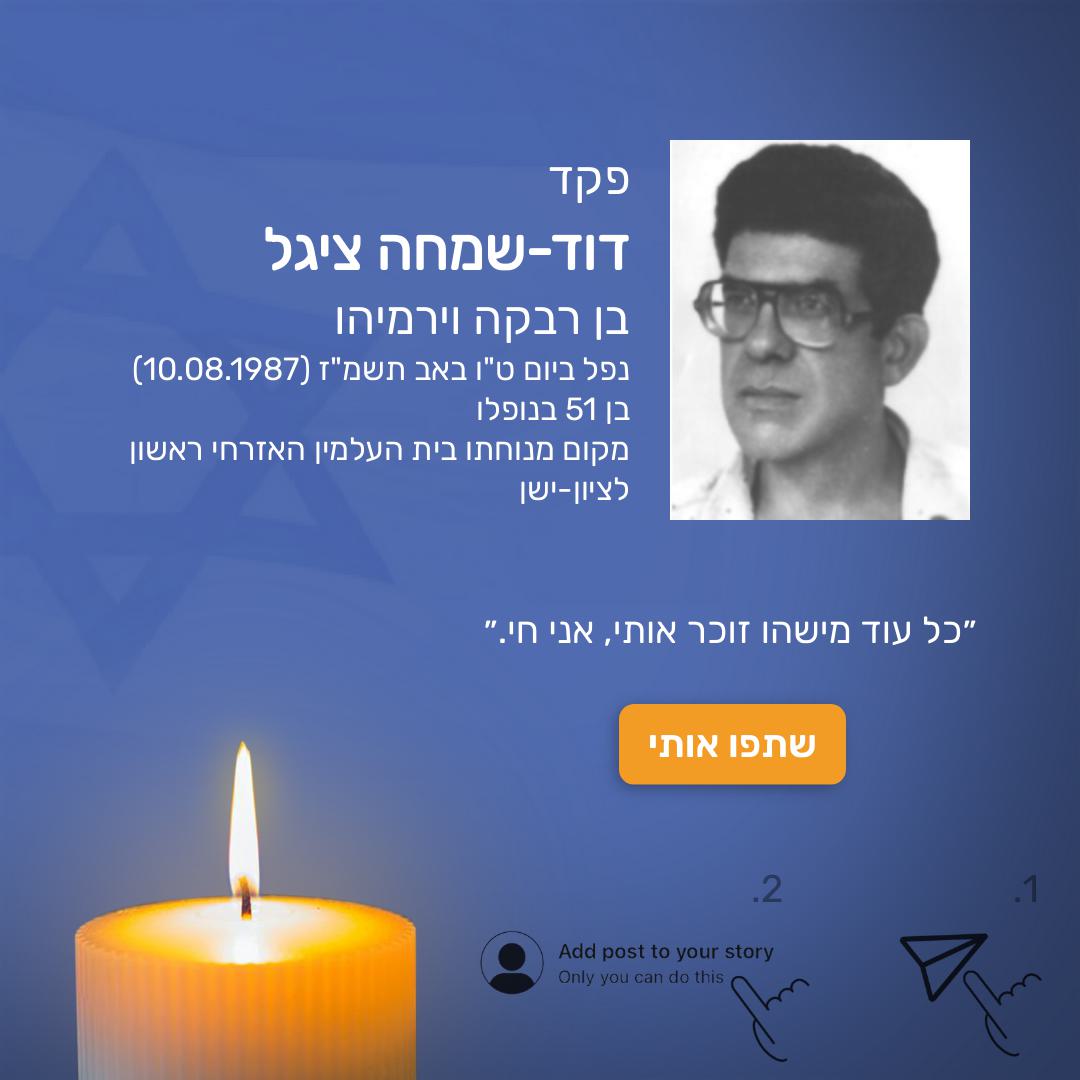 פקד
דוד-שמחה ציגל
בן רבקה וירמיהו
נפל ביום ט"ו באב תשמ"ז (10.08.1987)
בן 51 בנופלו
מקום מנוחתו בית העלמין האזרחי ראשון
לציון-ישן
״כל עוד מישהו זוכר אותי, אני חי.״
שתפו אותי
1.
2.
Add post to your story
Only you can do this